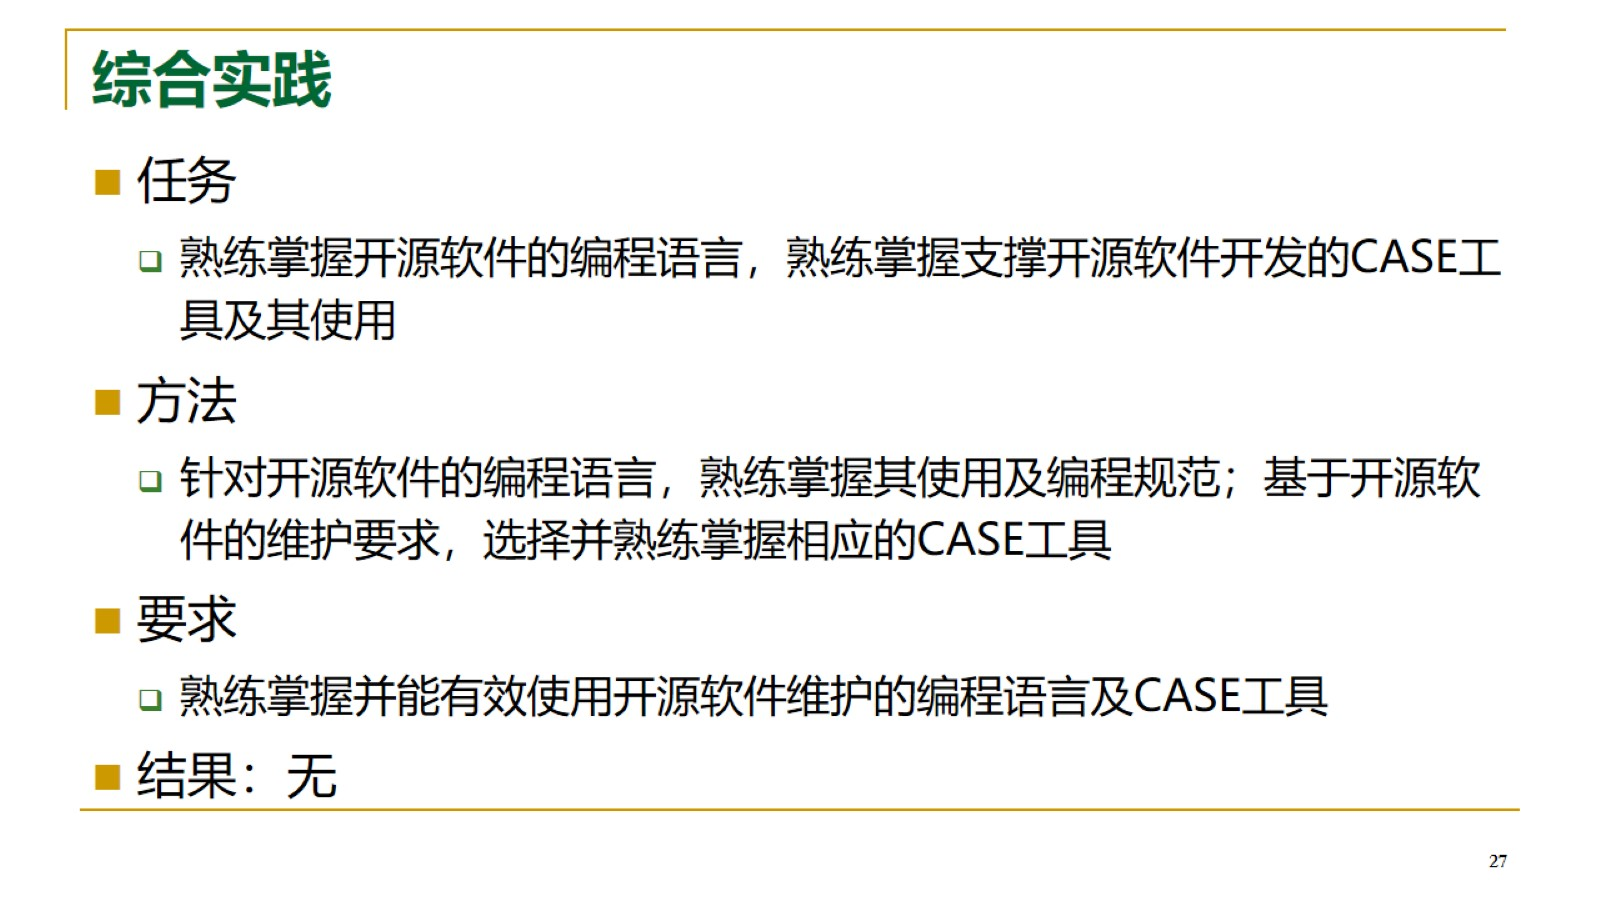 综合实践
任务
熟练掌握开源软件的编程语言，熟练掌握支撑开源软件开发的CASE工
具及其使用
方法
针对开源软件的编程语言，熟练掌握其使用及编程规范；基于开源软
件的维护要求，选择并熟练掌握相应的CASE工具
要求
熟练掌握并能有效使用开源软件维护的编程语言及CASE工具
结果：无
27